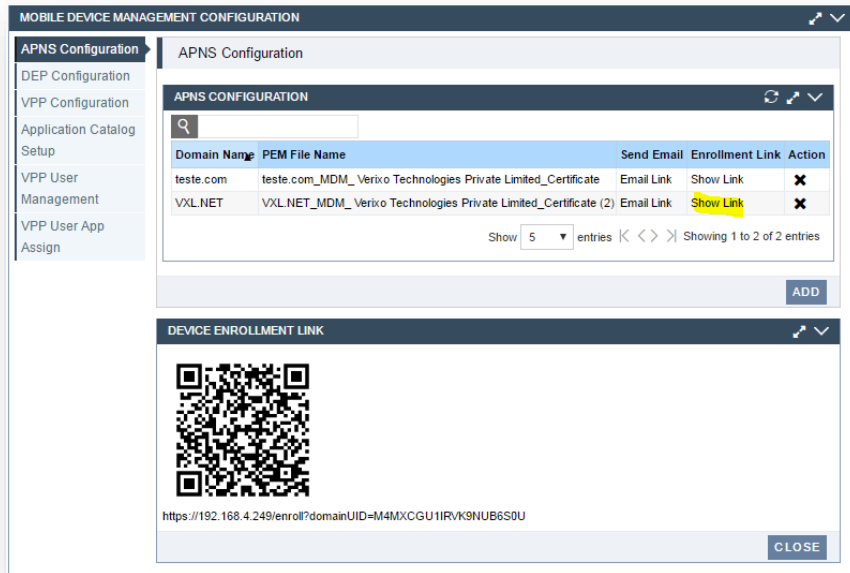 MOBILE DEVICE MANAGEMENT CONFIGURATION
APNS Configuration
DEP Configuration
VPP Configuration
Application Catalog
Setup
VPP User
Management
VPP User App
Assign
APNS Configuration
APNS CONFIGURATION
Domain Name PEM File Name Send Email Enrollment Link Action
teste.com teste.com_MDM_ Verixo Technologies Private Limited_Certificate Email Link Show Link
VXL.NET VXL.NET_MDM_ Verixo Technologies Private Limited_Certificate (2) Email Link Show Link
Show 5 entries Showing 1 to 2 of 2 entries
ADD
DEVICE ENROLLMENT LINK
https://192.168.4.249/enroll?domainUID=M4MXCGU1IRVK9NUB6S0U
CLOSE